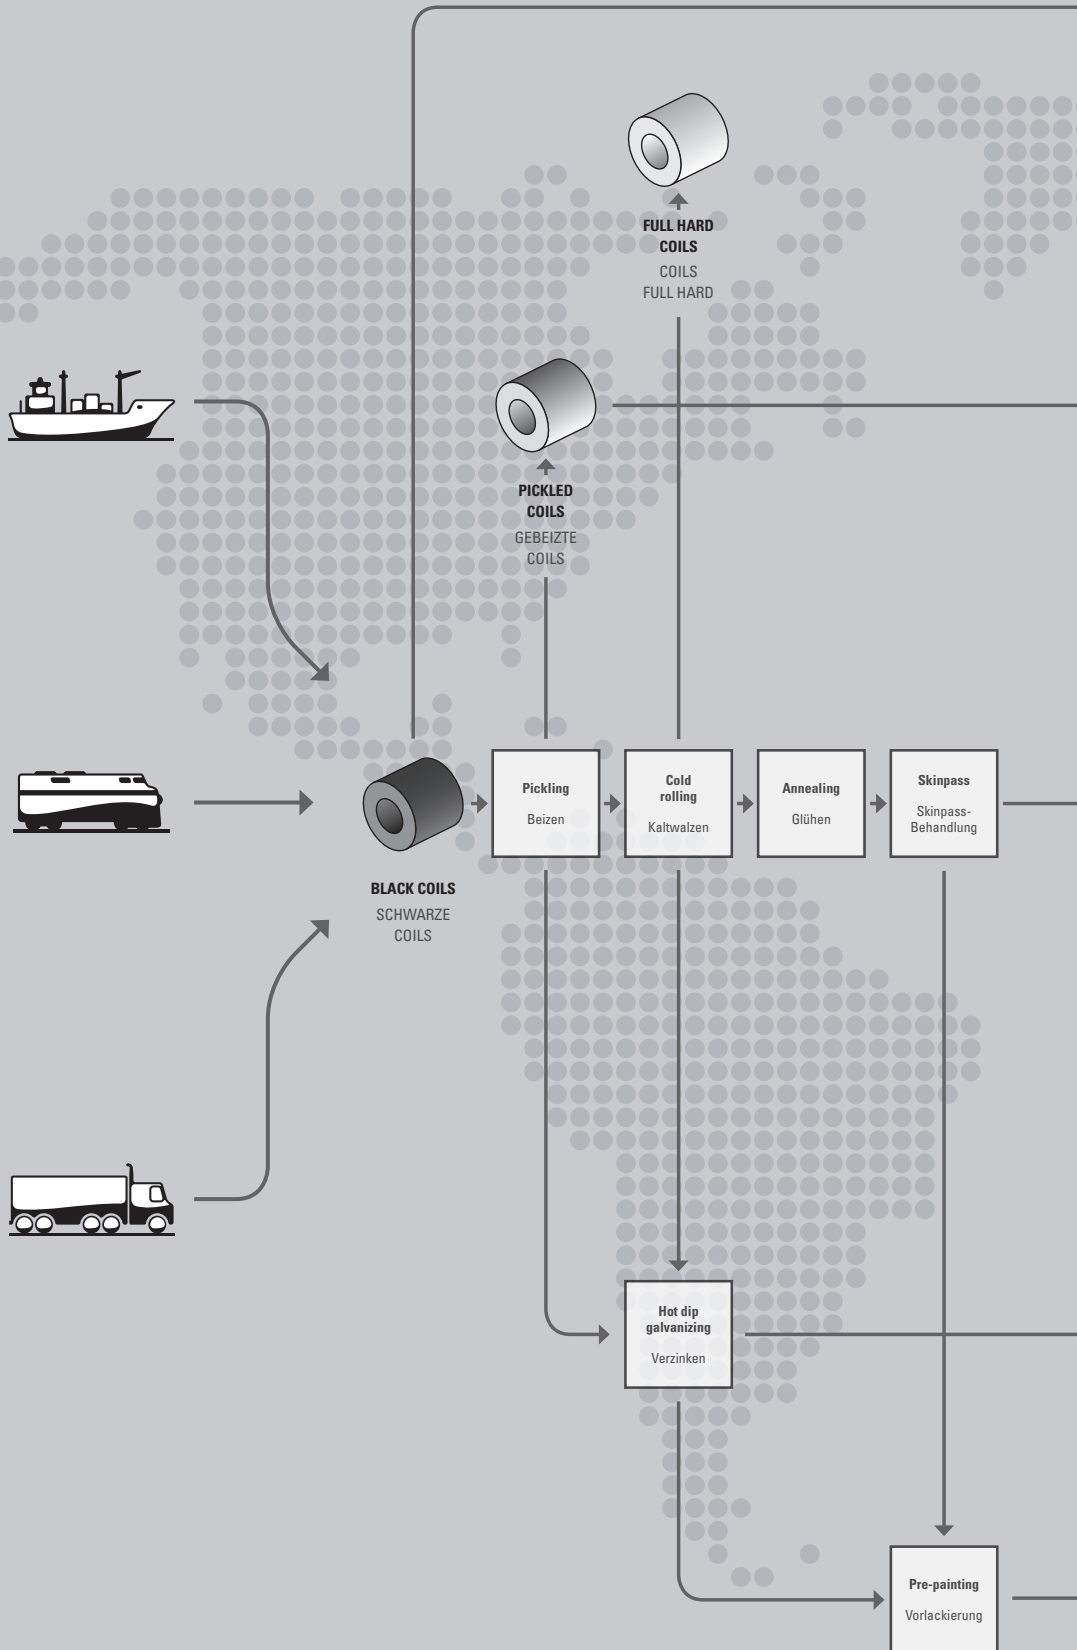 FULL HARD
COILS
COILS
FULL HARD
PICKLED
COILS
GEBEIZTE
COILS
BLACK COILS
SCHWARZE
COILS
Pickling
Beizen
Cold
rolling
Kaltwalzen
Annealing
Glühen
Skinpass
Skinpass-
Behandlung
Hot dip
galvanizing
Verzinken
Pre-painting
Vorlackierung